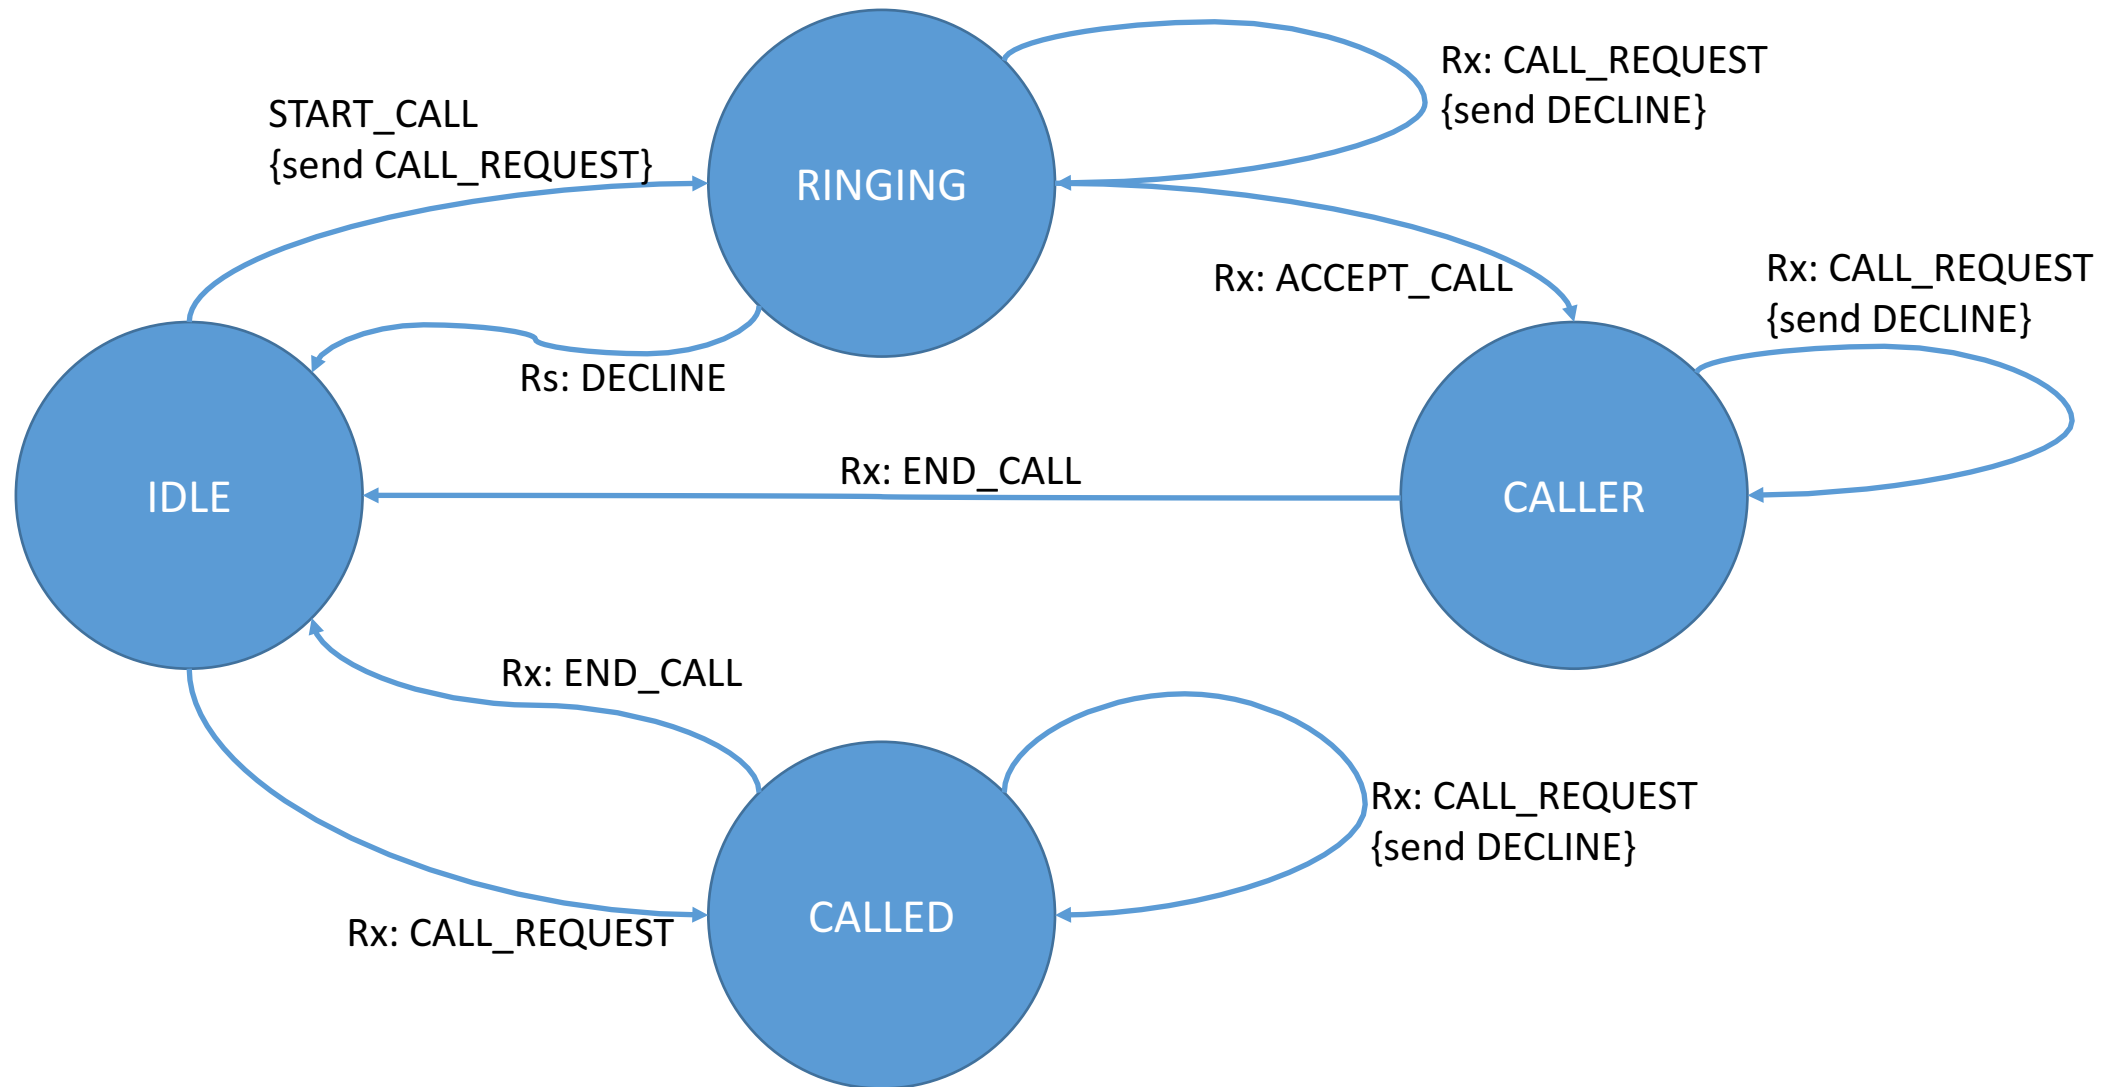 Rx: CALL_REQUEST
{send DECLINE}
START_CALL
{send CALL_REQUEST}
RINGING
Rx: ACCEPT_CALL
Rx: CALL_REQUEST
{send DECLINE}
Rs: DECLINE
Rx: END_CALL
IDLE
CALLER
Rx: END_CALL
Rx: CALL_REQUEST
{send DECLINE}
CALLED
Rx: CALL_REQUEST